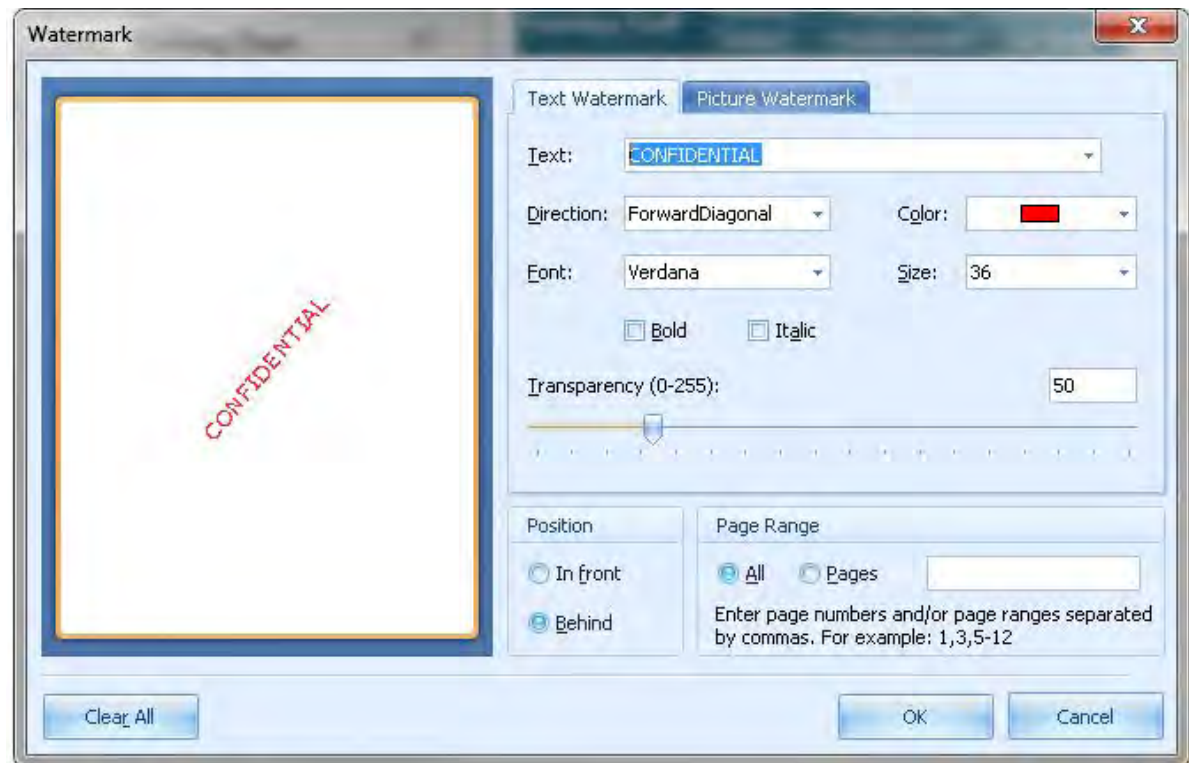 Watermark
CONFIDENTIAL
Text Watermark Picture Watermark
Text: CONFIDENTIAL
Direction: ForwardDiagonal Color:
Font: Verdana Size: 36
Bold Italic
Transparency (0-255): 50
Position
In front
Behind
Page Range
All Pages
Enter page numbers and/or page ranges separated
by commas. For example: 1,3,5-12
Clear All OK Cancel